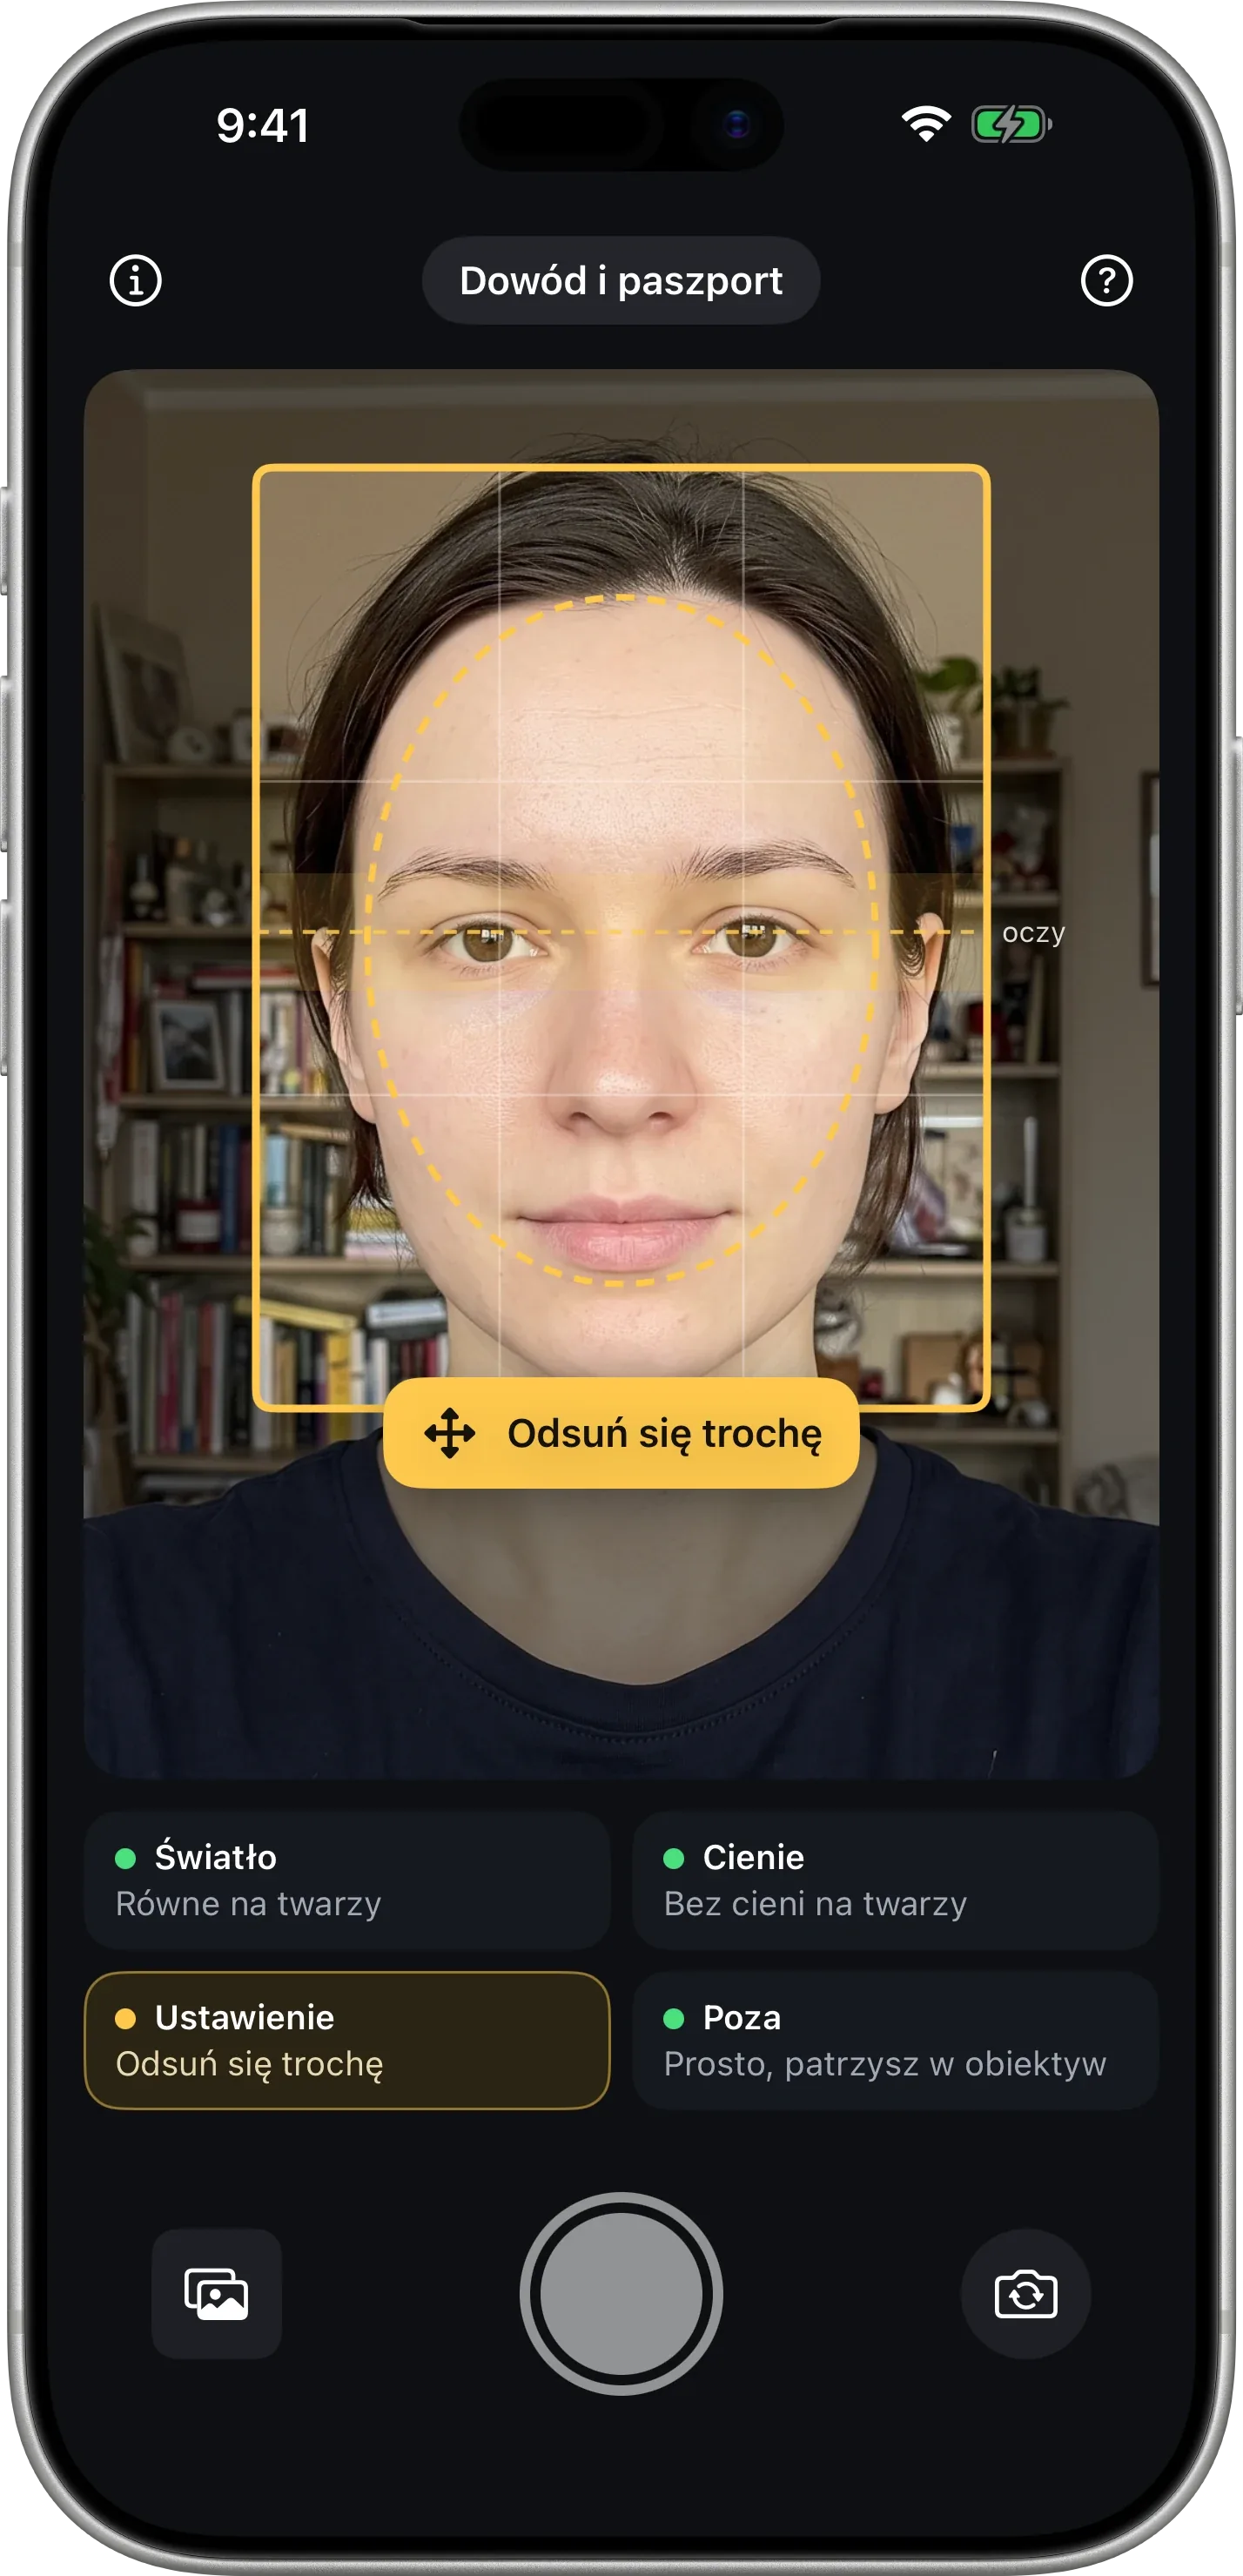 9:41
Dowód i paszport
oczy
Odsuń się trochę
Światło
Równe na twarzy
Cienie
Bez cieni na twarzy
Ustawienie
Odsuń się trochę
Poza
Prosto, patrzysz w obiektyw